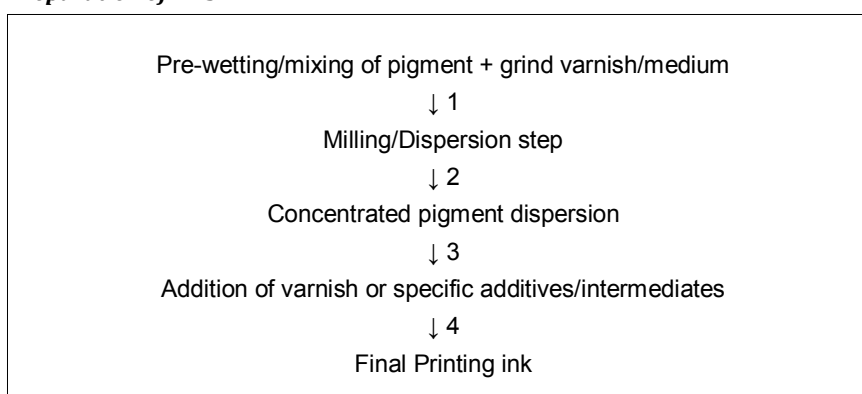 Pre-wetting/mixing of pigment + grind varnish/medium
↓ 1
Milling/Dispersion step
↓ 2
Concentrated pigment dispersion
↓ 3
Addition of varnish or specific additives/intermediates
↓ 4
Final Printing ink